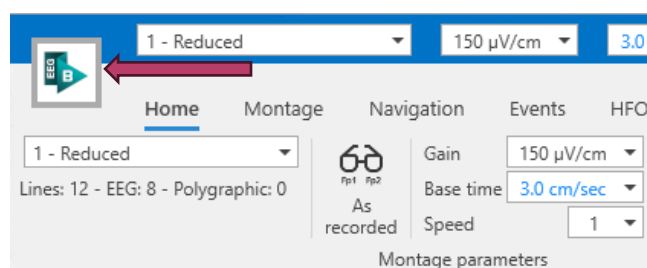 1 - Reduced 150 µV/cm 3.0
EEG B
Home Montage Navigation Events HFO
1 - Reduced Gain 150 µV/cm
Fp1 Fp2
Lines: 12 - EEG: 8 - Polygraphic: 0 Base time 3.0 cm/sec
As
recorded Speed 1
Montage parameters